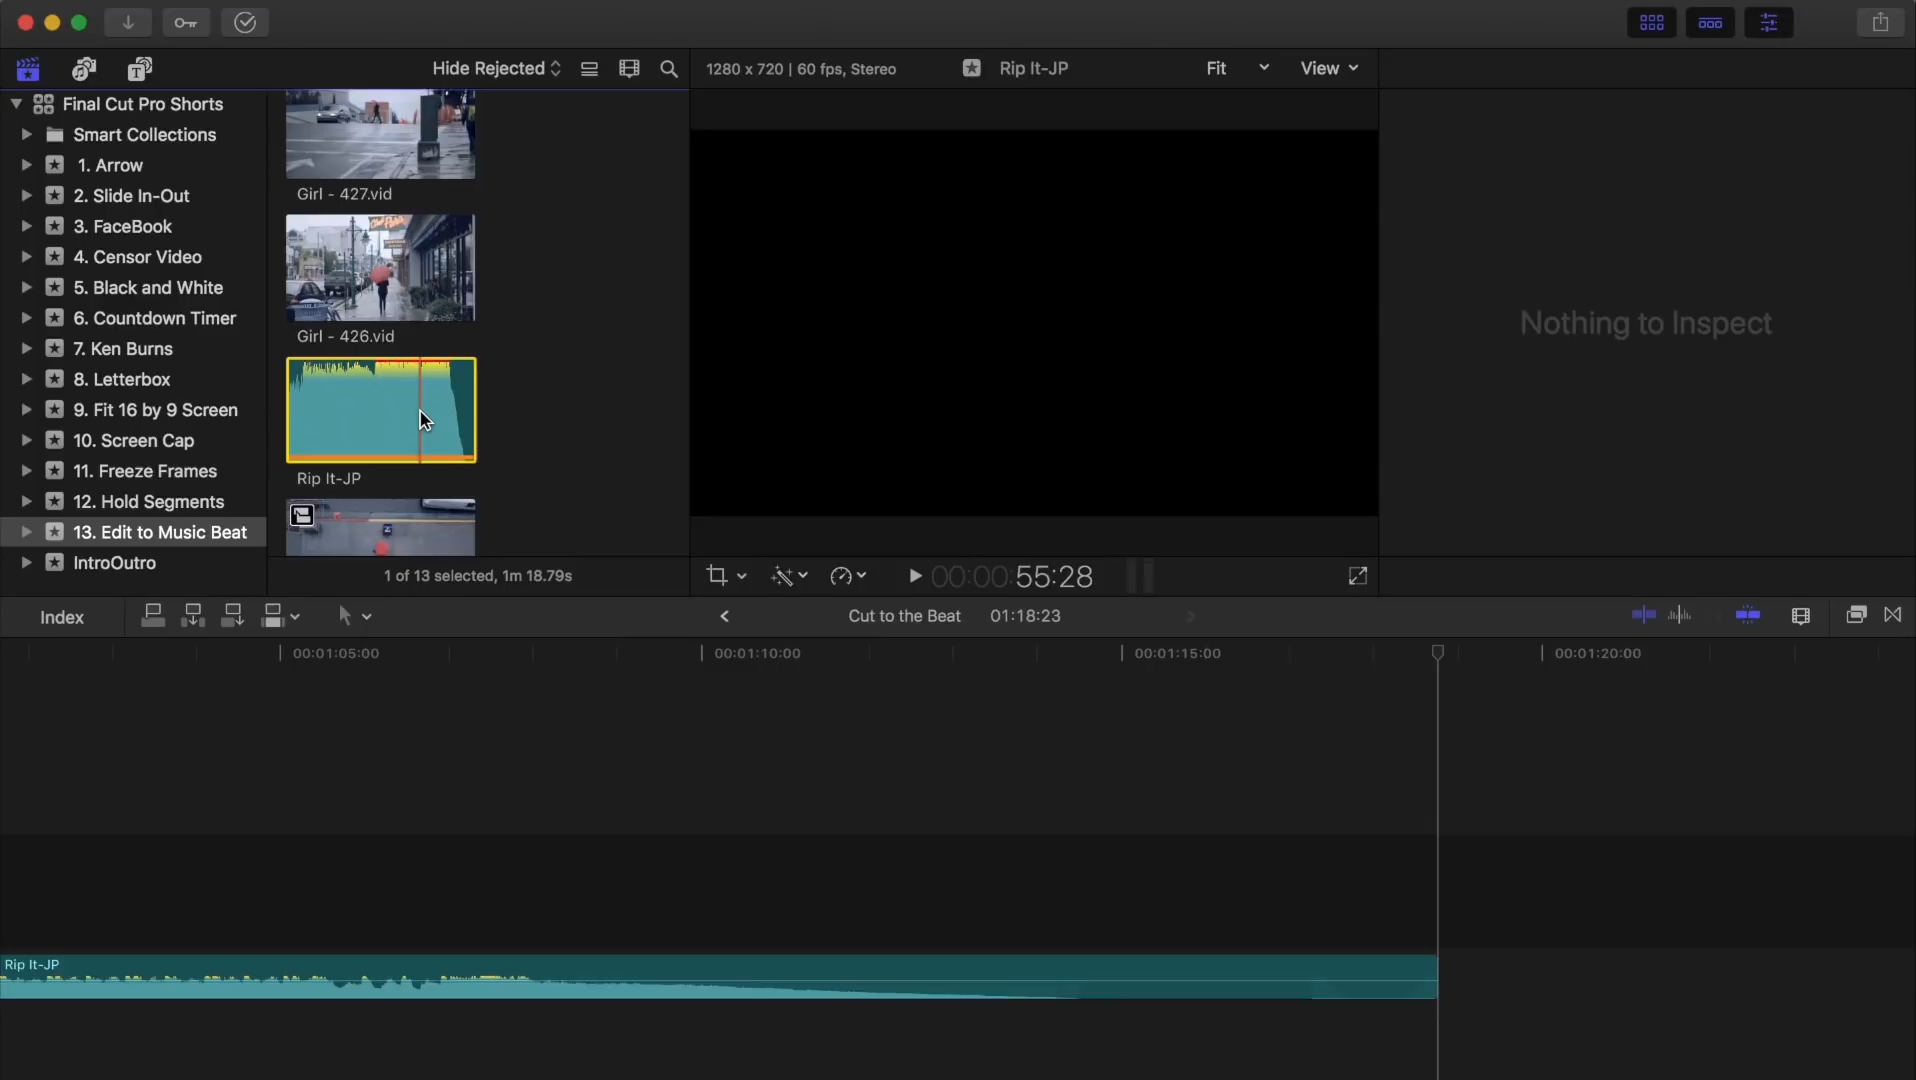 Hide Rejected
1280 x 720 | 60 fps, Stereo
Rip It-JP
Fit
View
Final Cut Pro Shorts
Smart Collections
1. Arrow
2. Slide In-Out
3. FaceBook
4. Censor Video
5. Black and White
6. Countdown Timer
7. Ken Burns
8. Letterbox
9. Fit 16 by 9 Screen
10. Screen Cap
11. Freeze Frames
12. Hold Segments
13. Edit to Music Beat
IntroOutro
Girl - 427.vid
Girl - 426.vid
Rip It-JP
1 of 13 selected, 1m 18.79s
Nothing to Inspect
00:00:55:28
Index
Cut to the Beat
01:18:23
00:01:05:00
00:01:10:00
00:01:15:00
00:01:20:00
Rip It-JP